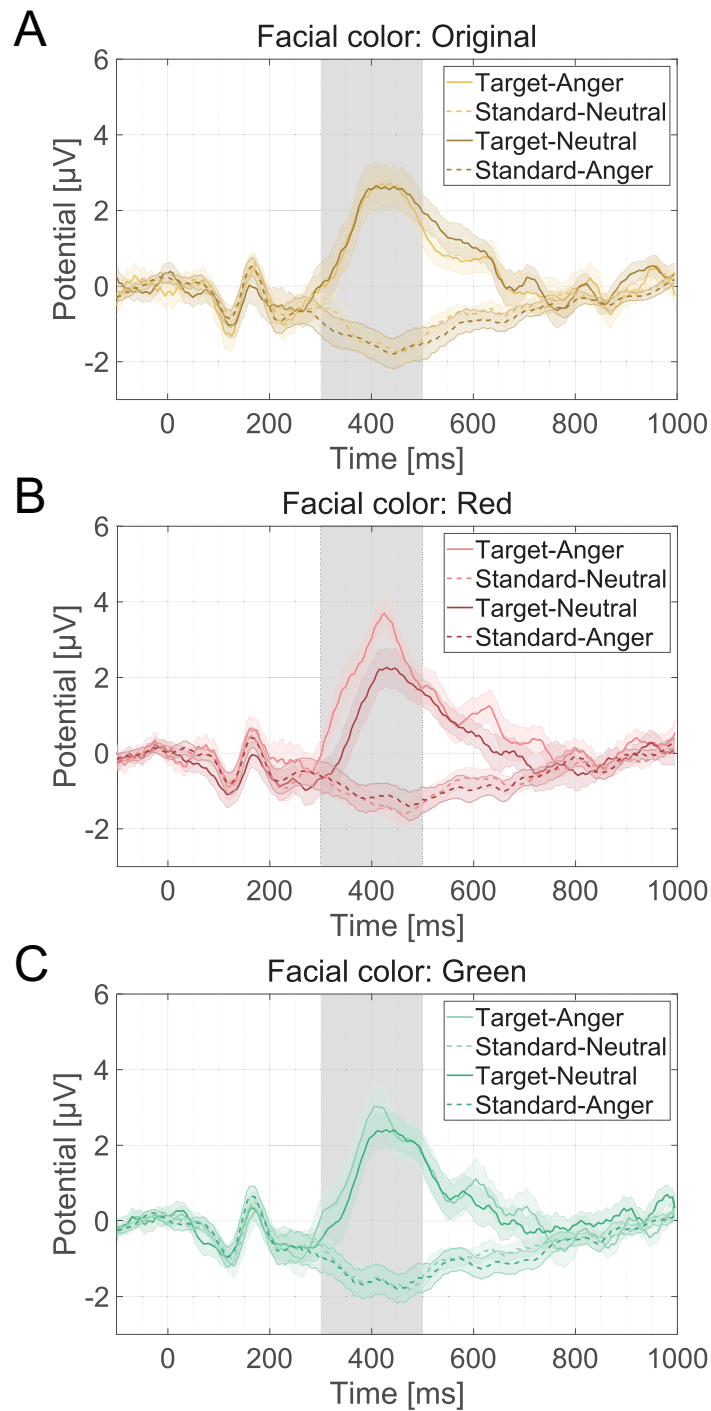 A
Facial color: Original
6
4
2
0
-2
Potential [µV]
Target-Anger
Standard-Neutral
Target-Neutral
Standard-Anger
0 200 400 600 800 1000
Time [ms]
B
Facial color: Red
6
4
2
0
-2
Potential [µV]
Target-Anger
Standard-Neutral
Target-Neutral
Standard-Anger
0 200 400 600 800 1000
Time [ms]
C
Facial color: Green
6
4
2
0
-2
Potential [µV]
Target-Anger
Standard-Neutral
Target-Neutral
Standard-Anger
0 200 400 600 800 1000
Time [ms]